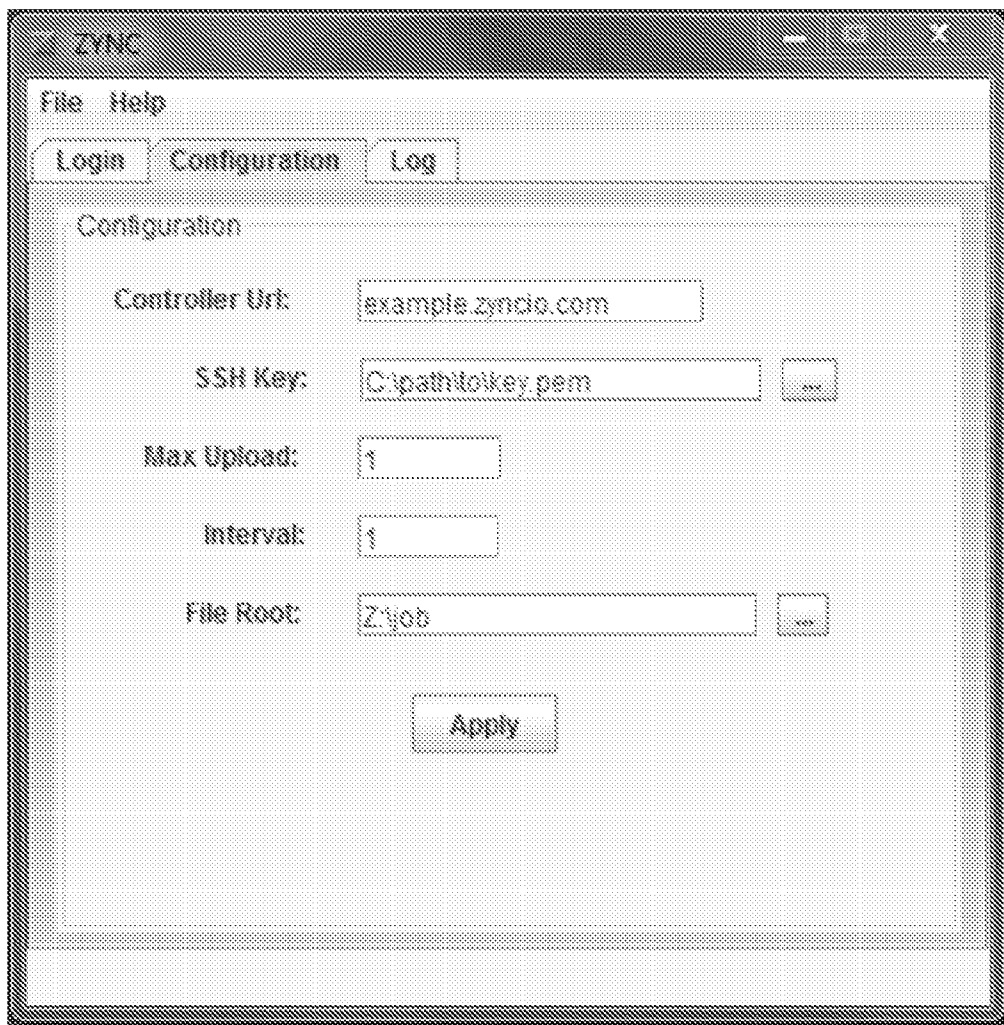 ZYNC
File Help
Login Configuration Log
Configuration
Controller Url: example.zyncio.com
SSH Key: C:\path\to\key.pem ...
Max Upload: 1
Interval: 1
File Root: Z:\job ...
Apply